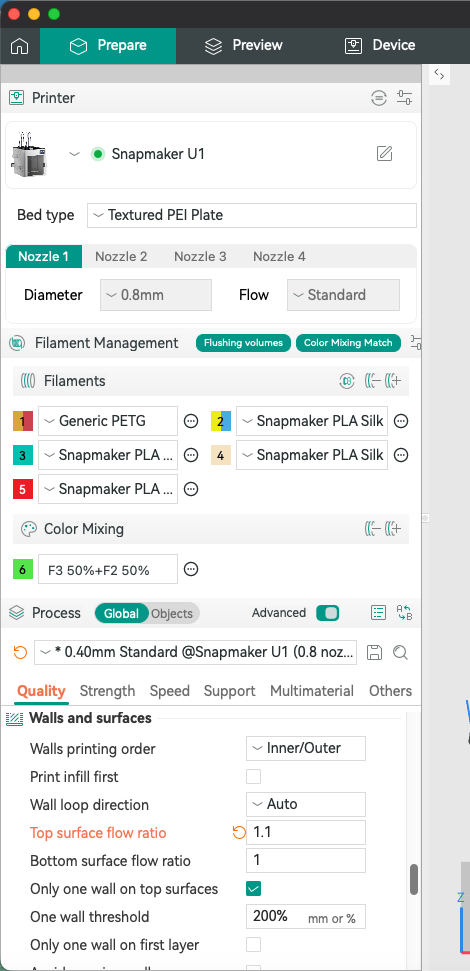 Prepare Preview Device
Printer
Snapmaker U1
Bed type Textured PEI Plate
Nozzle 1 Nozzle 2 Nozzle 3 Nozzle 4
Diameter 0.8mm Flow Standard
Filament Management Flushing volumes Color Mixing Match
Filaments
1 Generic PETG 2 Snapmaker PLA Silk
3 Snapmaker PLA ... 4 Snapmaker PLA Silk
5 Snapmaker PLA ...
Color Mixing
6 F3 50%+F2 50%
Process Global Objects Advanced
* 0.40mm Standard @Snapmaker U1 (0.8 noz...
Quality Strength Speed Support Multimaterial Others
Walls and surfaces
Walls printing order Inner/Outer
Print infill first
Wall loop direction Auto
Top surface flow ratio 1.1
Bottom surface flow ratio 1
Only one wall on top surfaces
One wall threshold 200% mm or %
Only one wall on first layer
Z